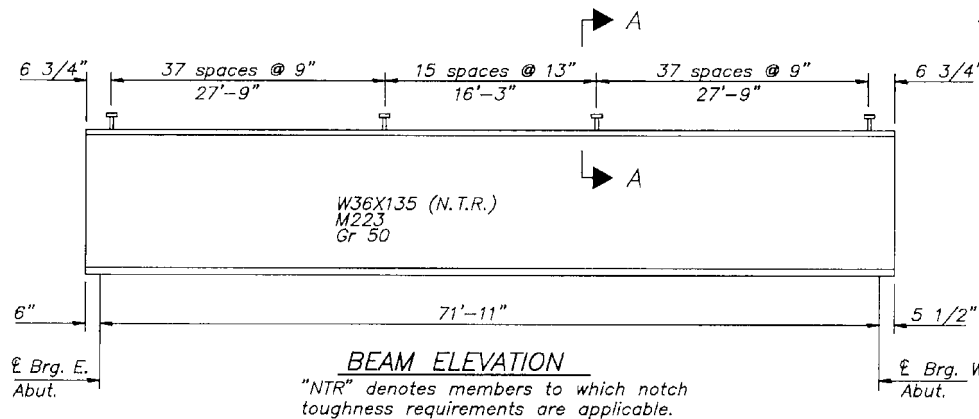 A
6 3/4" 37 spaces @ 9" 15 spaces @ 13" 37 spaces @ 9" 6 3/4"
27'-9" 16'-3" 27'-9"
A
W36X135 (N.T.R.)
M223
Gr 50
6" 71'-11" 5 1/2"
℄ Brg. E.
Abut.
℄ Brg. W
Abut.
BEAM ELEVATION
"NTR" denotes members to which notch
toughness requirements are applicable.